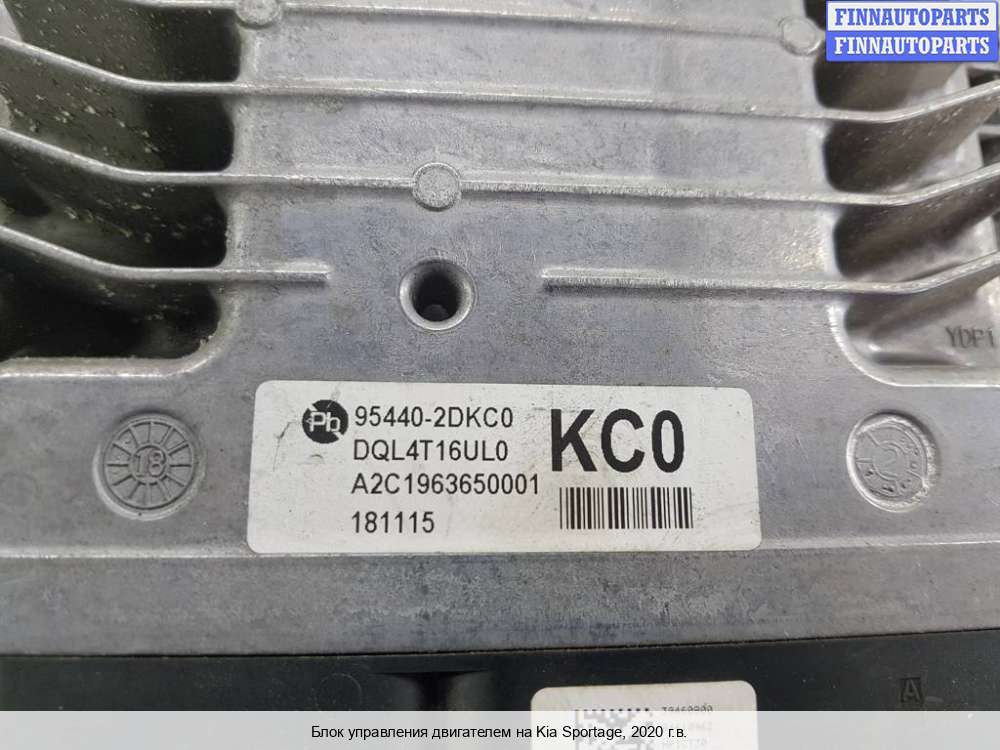 FINNAUTOPARTS
FINNAUTOPARTS
YDP1
Pb
95440-2DKC0
DQL4T16UL0
A2C1963650001
181115
KC0
18
2
A
Блок управления двигателем на Kia Sportage, 2020 г.в.